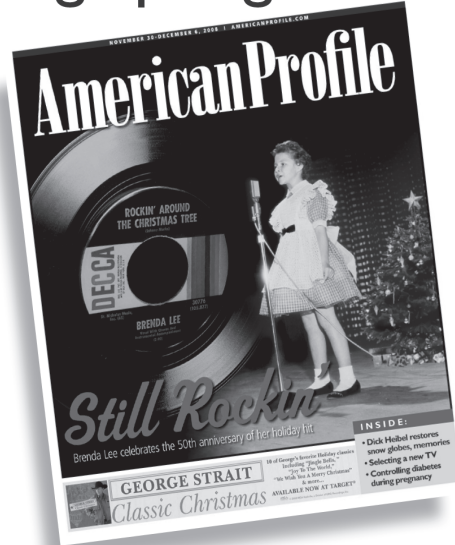 NOVEMBER 30-DECEMBER 6, 2008 | AMERICANPROFILE.COM
American Profile
ROCKIN' AROUND
THE CHRISTMAS TREE
DECCA
BRENDA LEE
Still Rockin'
Brenda Lee celebrates the 50th anniversary of her holiday hit
INSIDE:
• Dick Heibel restores
snow globes, memories
• Selecting a new TV
• Controlling diabetes
during pregnancy
GEORGE STRAIT
Classic Christmas
10 of George's favorite Holiday classics
Including "Jingle Bells,"
"Joy To The World,"
"We Wish You A Merry Christmas"
& more...
AVAILABLE NOW AT TARGET